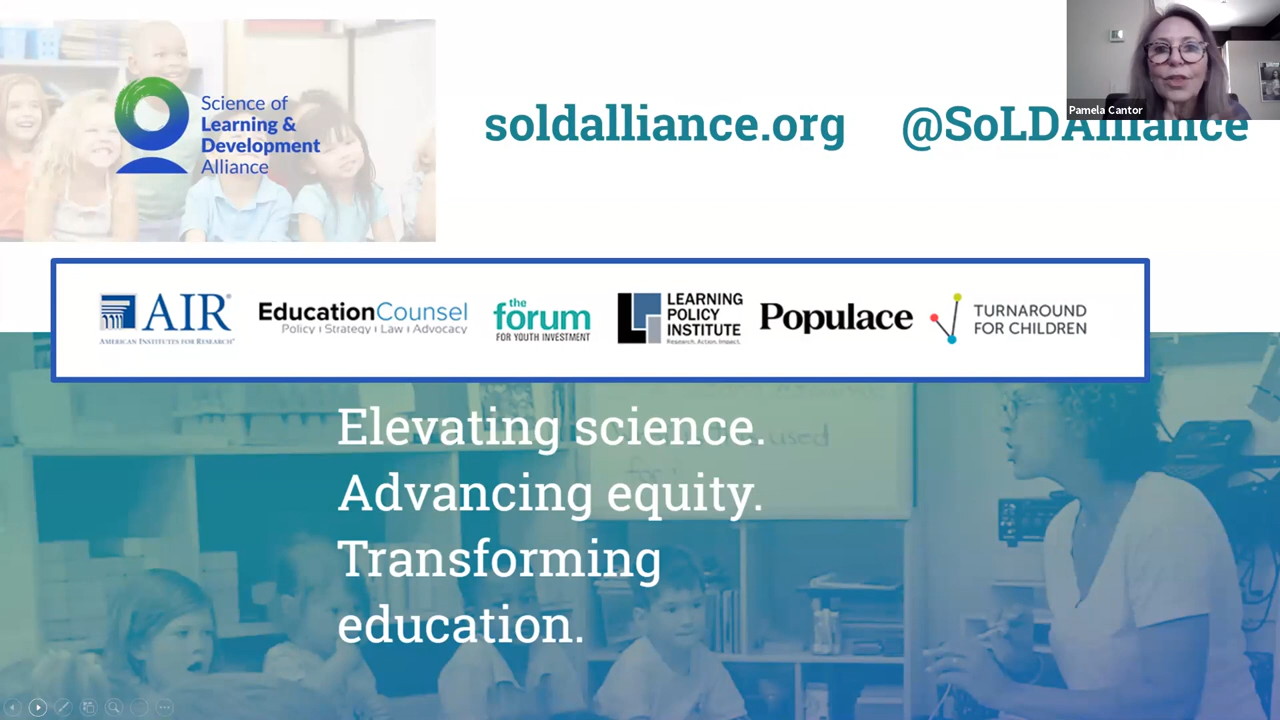 Science of
Learning &
Development
Alliance
soldalliance.org
@SoLDAlliance
Pamela Cantor
AIR®
AMERICAN INSTITUTES FOR RESEARCH®
EducationCounsel
Policy | Strategy | Law | Advocacy
the
forum
FOR YOUTH INVESTMENT
LEARNING
POLICY
INSTITUTE
Research. Action. Impact.
Populace
TURNAROUND
FOR CHILDREN
Elevating science.
Advancing equity.
Transforming
education.